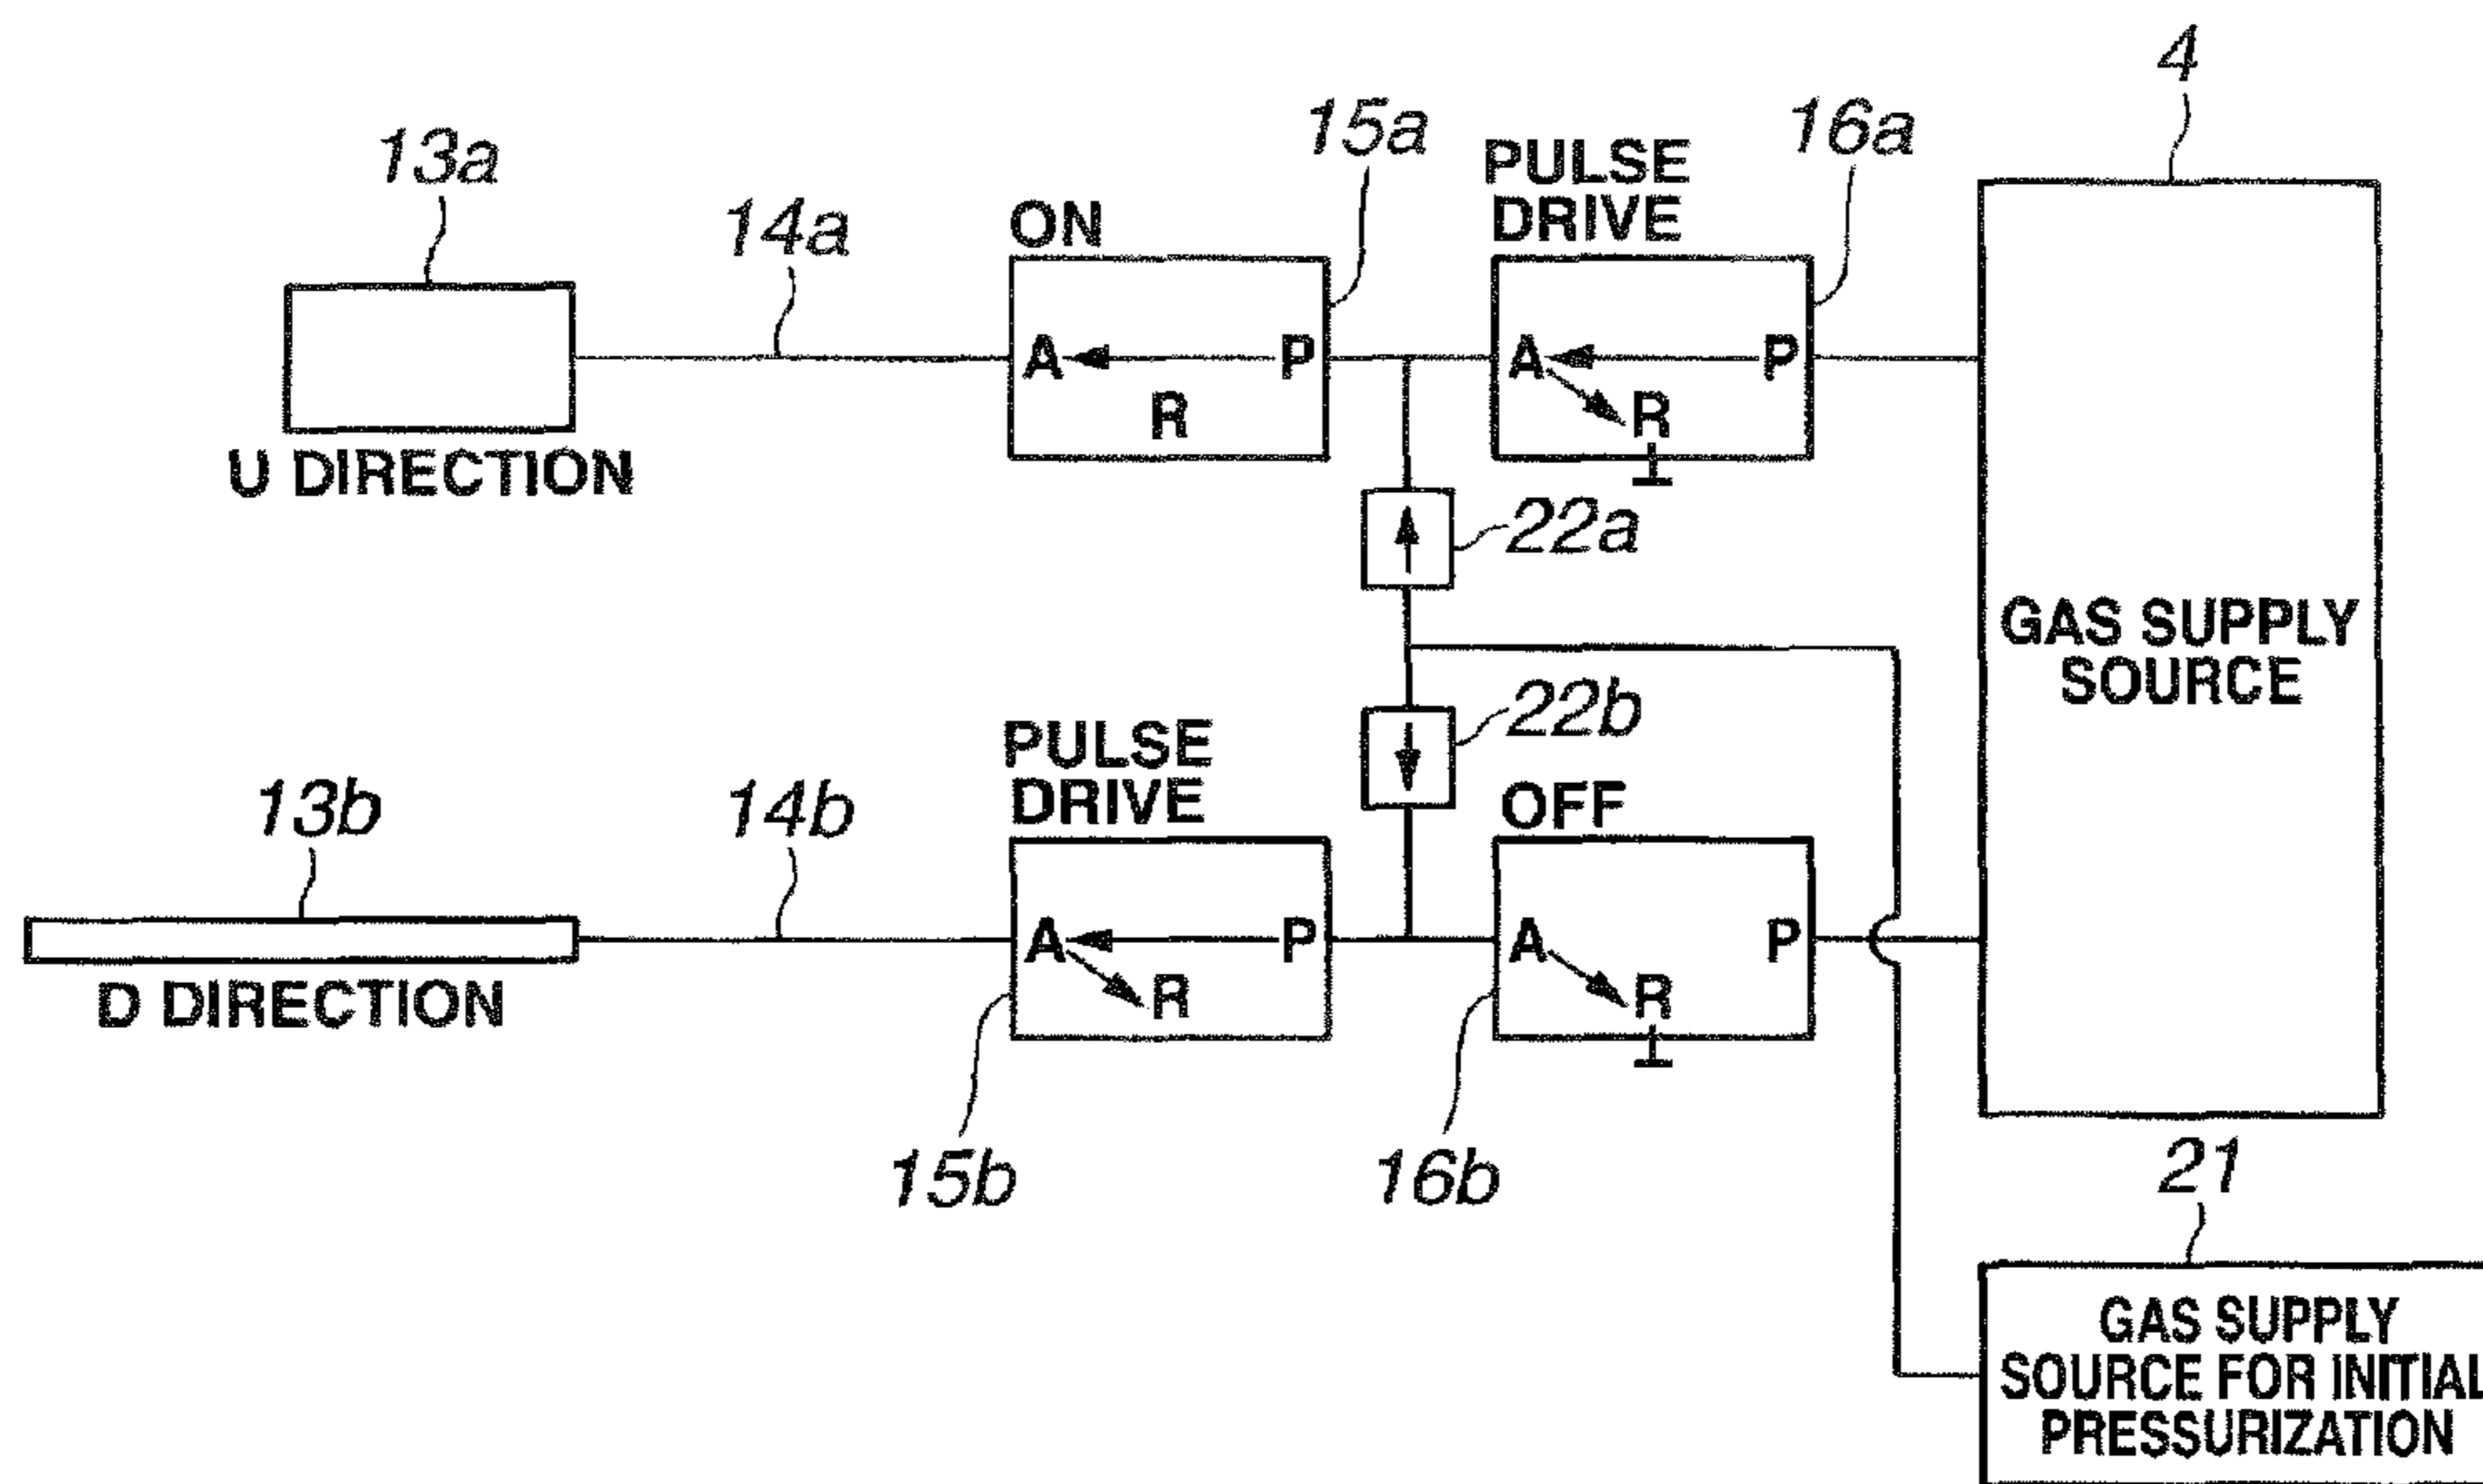 4
13a
14a
15a
16a
ON
PULSE
DRIVE
A
P
R
A
P
R
U DIRECTION
22a
GAS SUPPLY
SOURCE
22b
PULSE
DRIVE
OFF
13b
14b
A
P
R
A
P
R
D DIRECTION
15b
16b
21
GAS SUPPLY
SOURCE FOR INITIAL
PRESSURIZATION